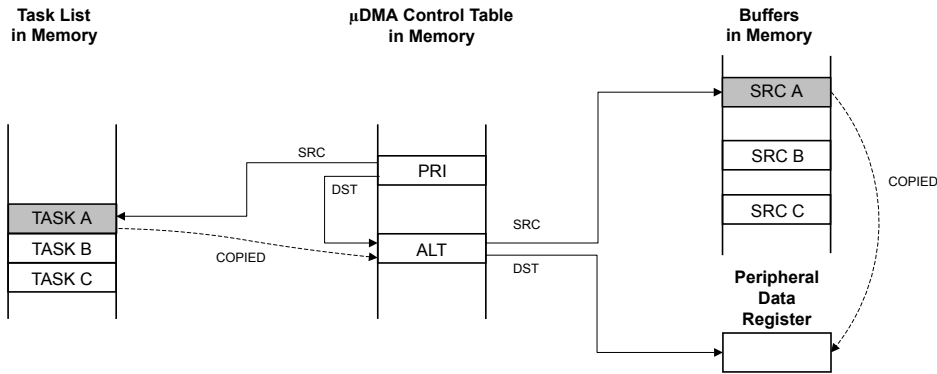 Task List
in Memory
µDMA Control Table
in Memory
Buffers
in Memory
SRC A
SRC
PRI
DST
SRC B
COPIED
TASK A
SRC C
SRC
TASK B
ALT
COPIED
DST
TASK C
Peripheral
Data
Register